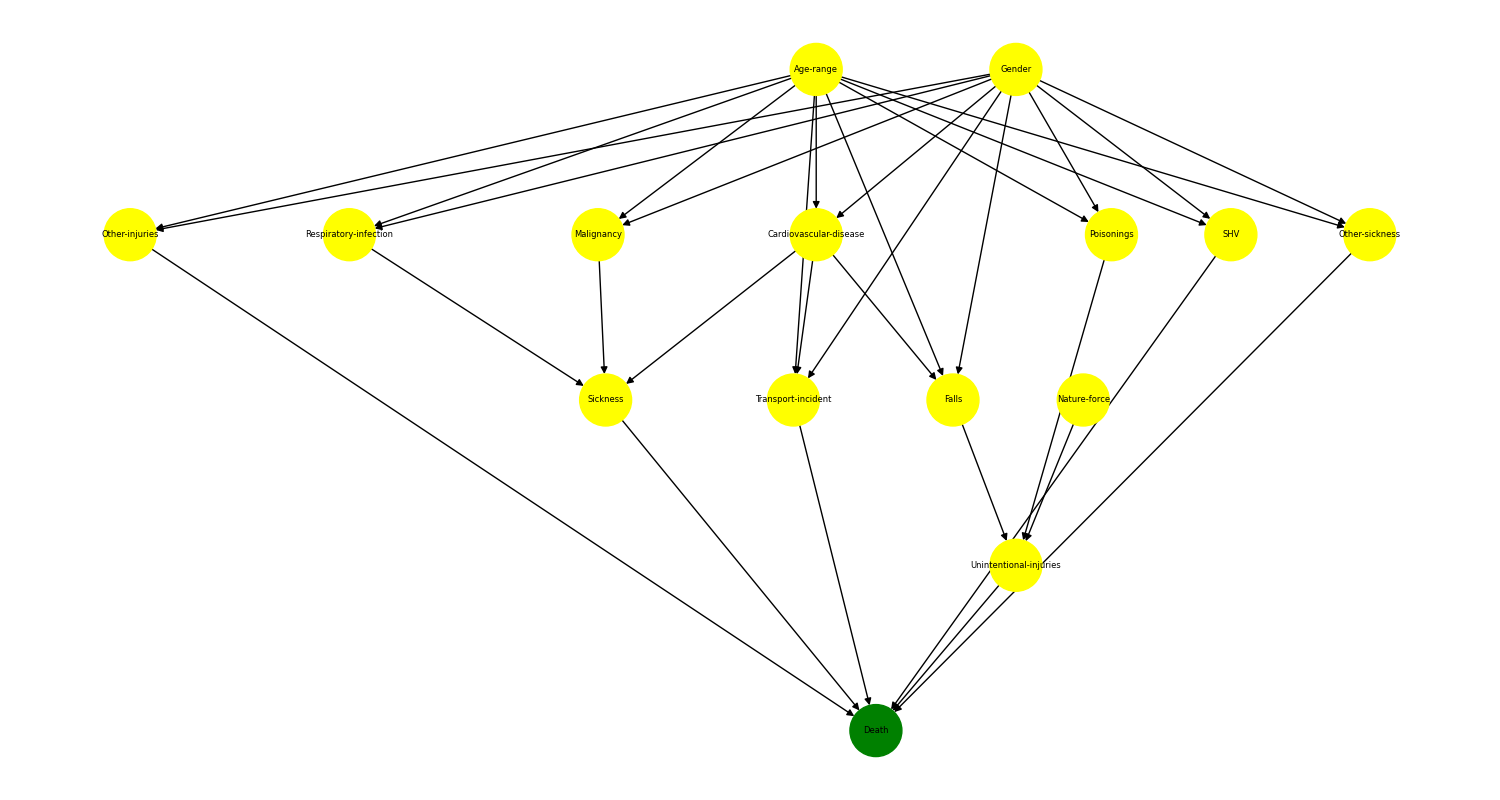 Age-range
Gender
Other-injuries
Respiratory-infection
Malignancy
Cardiovascular-disease
Poisonings
SHV
Other-sickness
Sickness
Transport-incident
Falls
Nature-force
Unintentional-injuries
Death